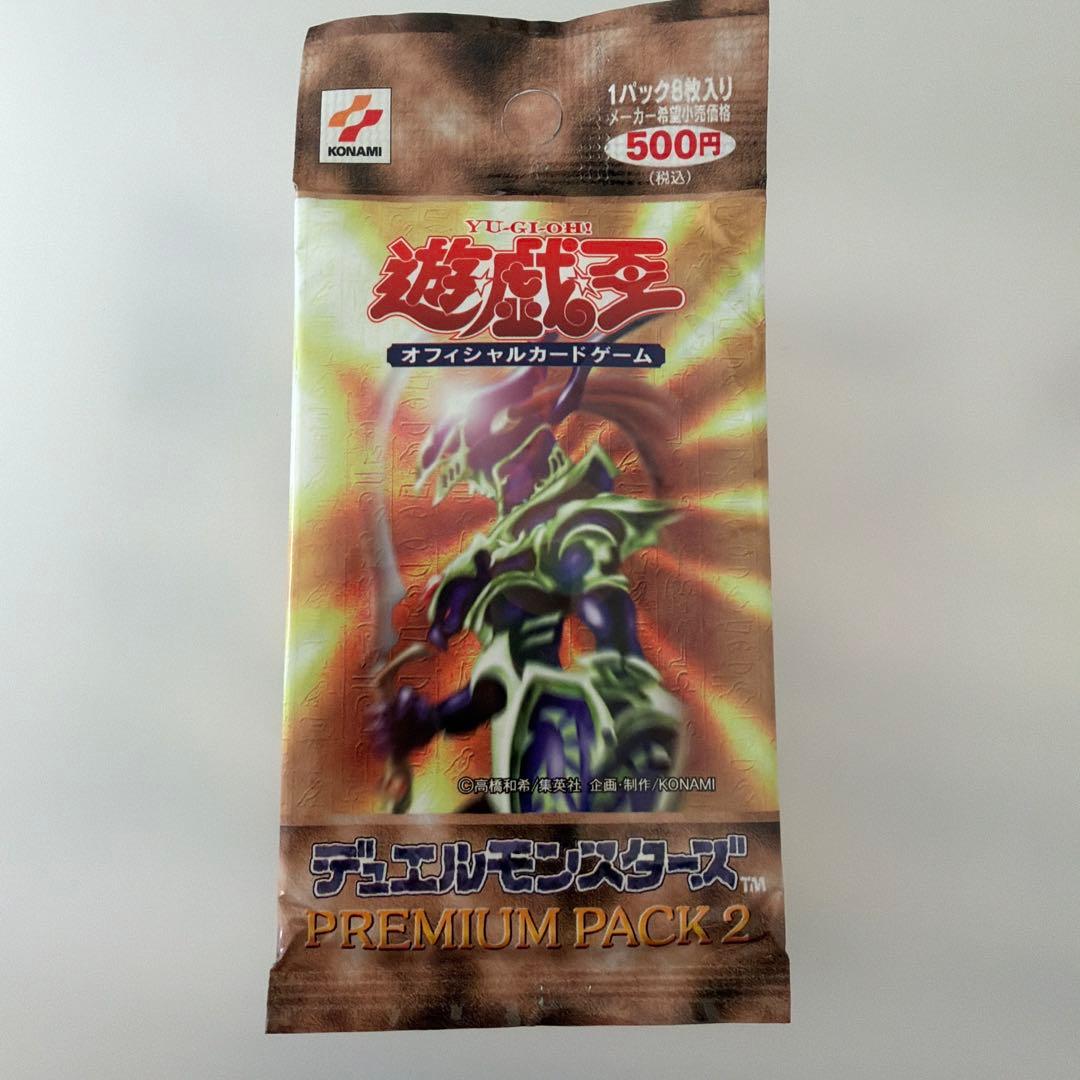 KONAMI
1パック8枚入り
メーカー希望小売価格
500円
(税込)
YU-GI-OH!
遊☆戯☆王
オフィシャルカードゲーム
©高橋和希/集英社 企画・制作/KONAMI
デュエルモンスターズ™
PREMIUM PACK 2